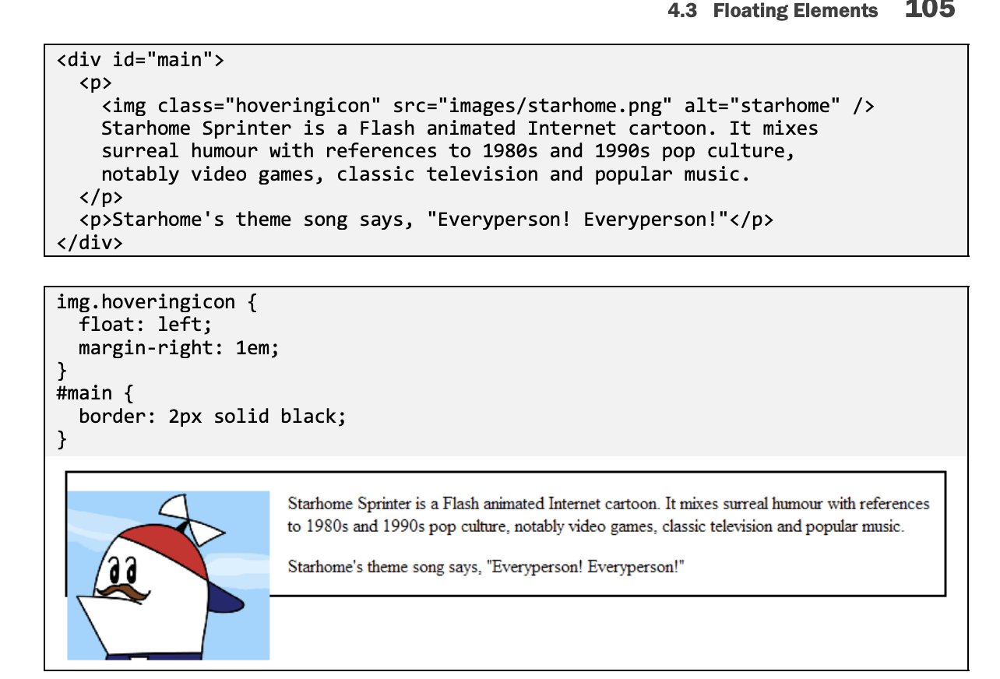 4.3 Floating Elements 105
<div id="main">
  <p>
    <img class="hoveringicon" src="images/starhome.png" alt="starhome" />
    Starhome Sprinter is a Flash animated Internet cartoon. It mixes
    surreal humour with references to 1980s and 1990s pop culture,
    notably video games, classic television and popular music.
  </p>
  <p>Starhome's theme song says, "Everyperson! Everyperson!"</p>
</div>
img.hoveringicon {
  float: left;
  margin-right: 1em;
}
#main {
  border: 2px solid black;
}
Starhome Sprinter is a Flash animated Internet cartoon. It mixes surreal humour with references
to 1980s and 1990s pop culture, notably video games, classic television and popular music.
Starhome's theme song says, "Everyperson! Everyperson!"